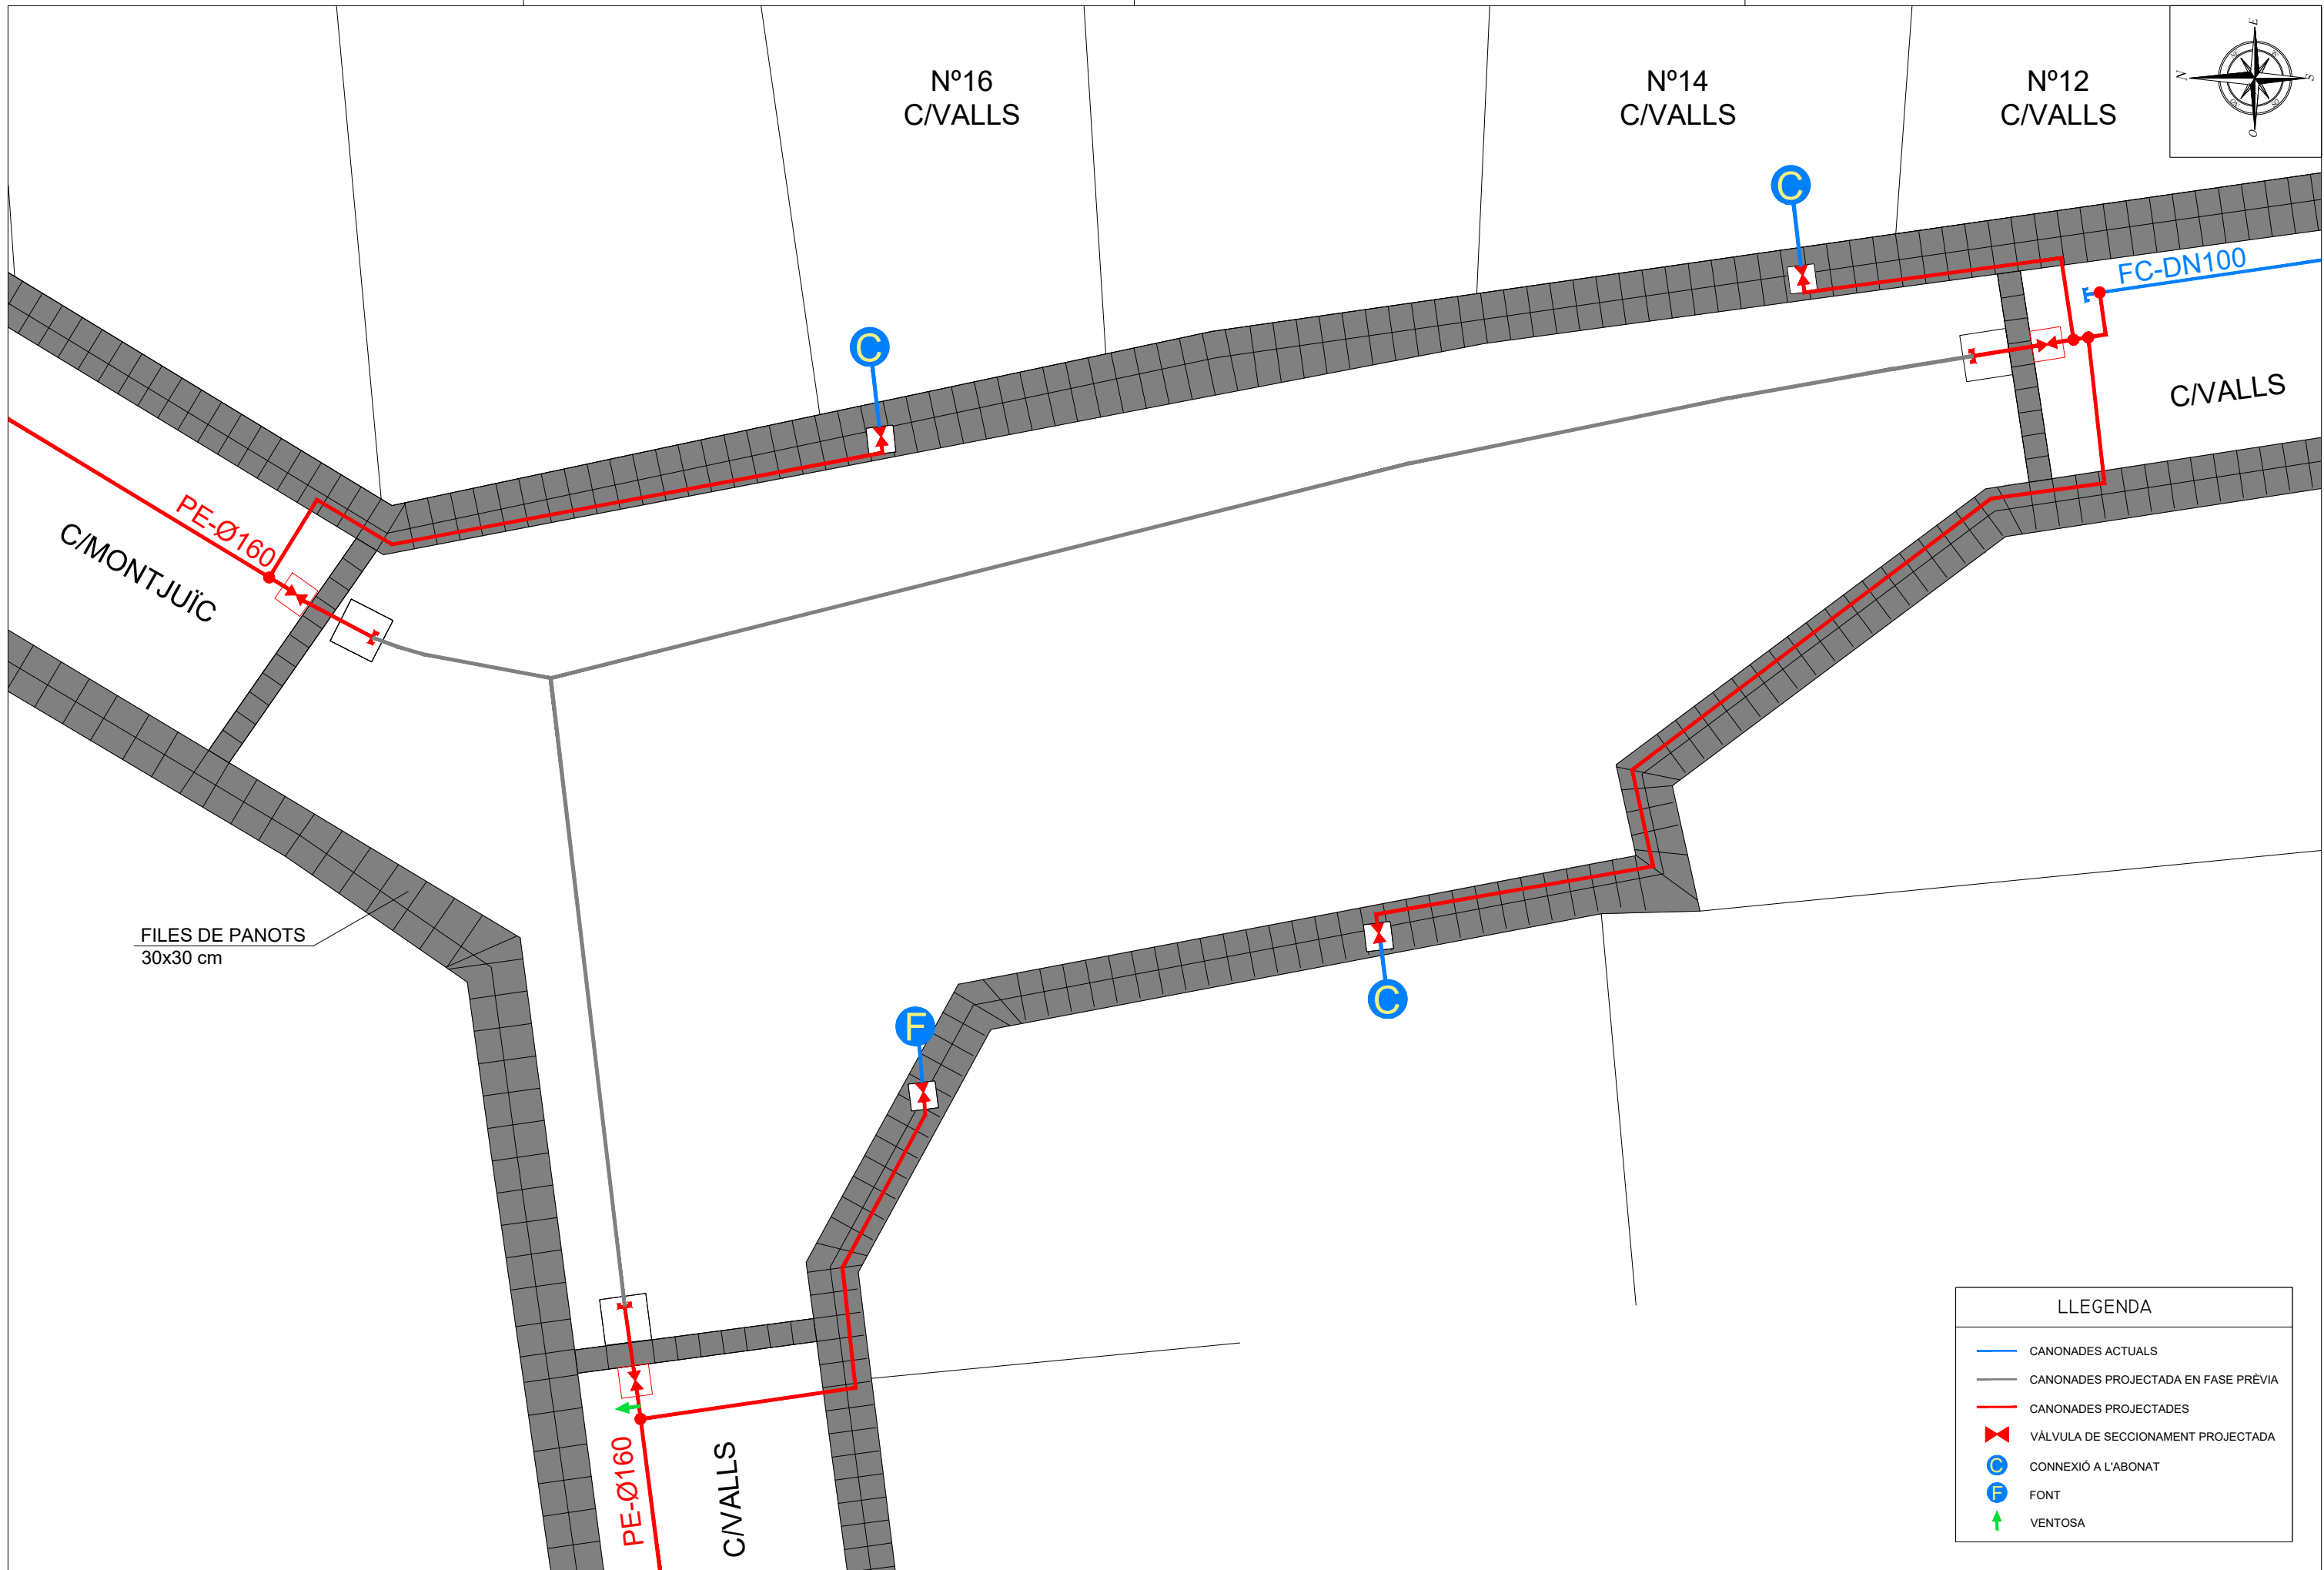 Nº16
C/VALLS
Nº14
C/VALLS
Nº12
C/VALLS
E
N
S
O
C
C
FC-DN100
C/VALLS
PE-Ø160
C/MONTJUÏC
FILES DE PANOTS
30x30 cm
F
C
PE-Ø160
C/VALLS
LLEGENDA
CANONADES ACTUALS
CANONADES PROJECTADA EN FASE PRÈVIA
CANONADES PROJECTADES
VÀLVULA DE SECCIONAMENT PROJECTADA
C CONNEXIÓ A L'ABONAT
F FONT
VENTOSA